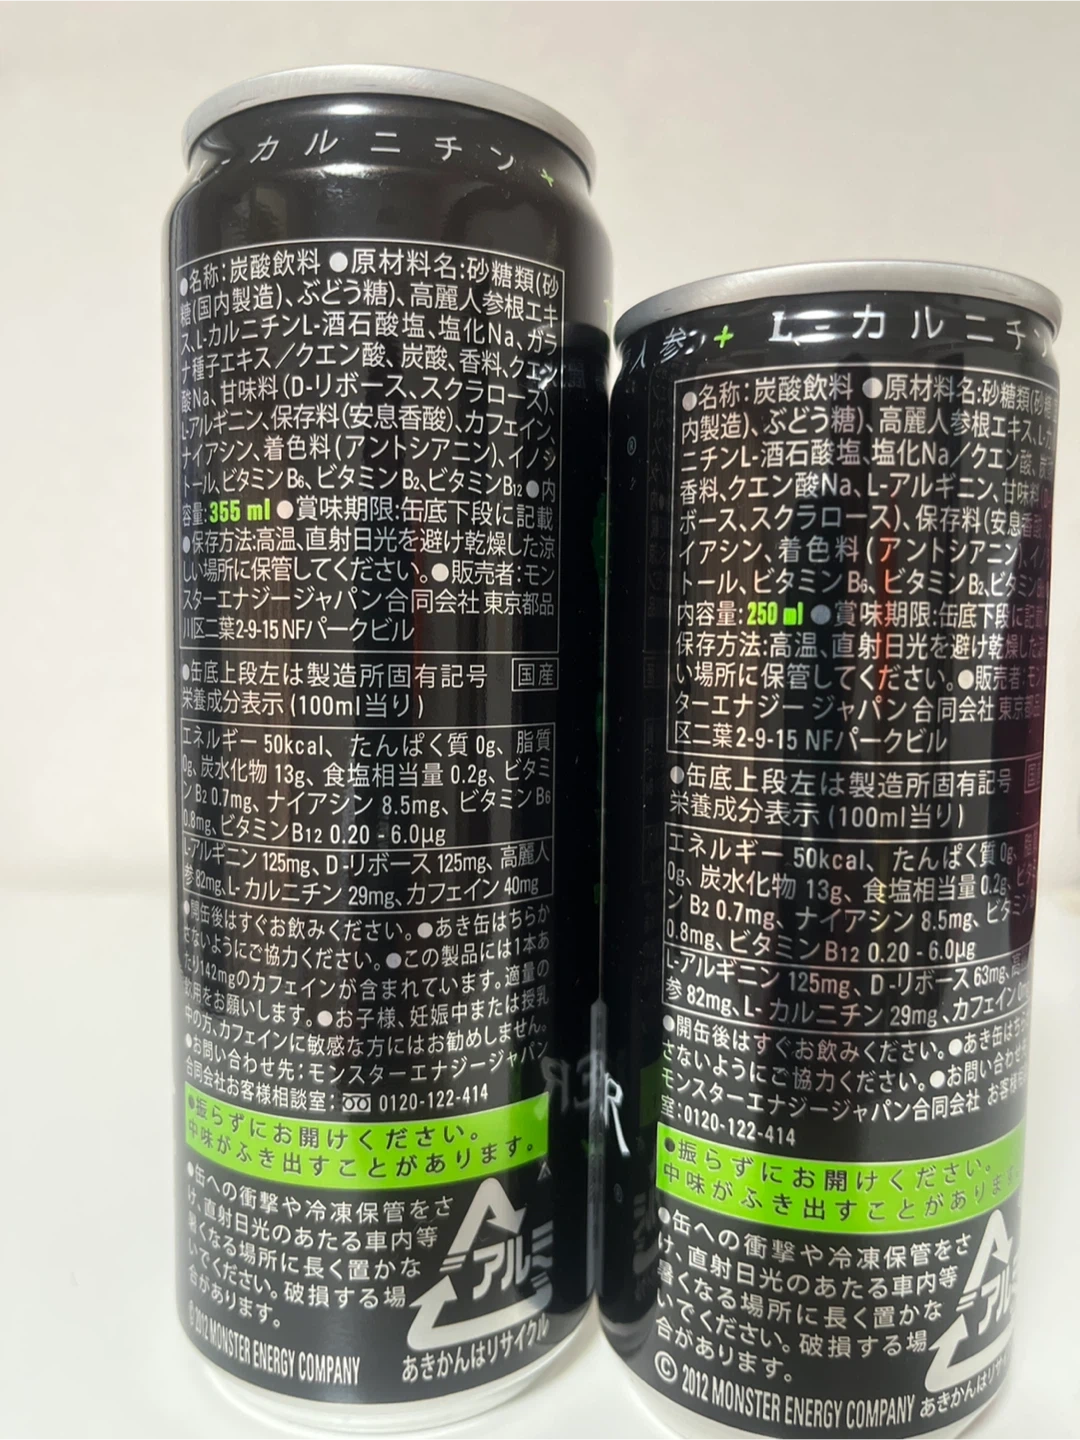 L-カルニチン+
●名称:炭酸飲料 ●原材料名:砂糖類(砂
糖(国内製造)、ぶどう糖)、高麗人参根エキ
ス、L-カルニチンL-酒石酸塩、塩化Na、ガラ
ナ種子エキス/クエン酸、炭酸、香料、クエン
酸Na、甘味料(D-リボース、スクラロース)、
L-アルギニン、保存料(安息香酸)、カフェイン、
ナイアシン、着色料(アントシアニン)、イノシ
トール、ビタミンB6、ビタミンB2、ビタミンB12 ●内
容量:355 ml ●賞味期限:缶底下段に記載
●保存方法:高温、直射日光を避け乾燥した涼
しい場所に保管してください。●販売者:モン
スターエナジージャパン合同会社 東京都品
川区二葉2-9-15 NFパークビル
●缶底上段左は製造所固有記号 国産
栄養成分表示 (100ml当り)
エネルギー 50kcal、たんぱく質 0g、脂質
0g、炭水化物 13g、食塩相当量 0.2g、ビタミ
ンB2 0.7mg、ナイアシン 8.5mg、ビタミンB6
0.8mg、ビタミンB12 0.20 - 6.0μg
L-アルギニン 125mg、D-リボース 125mg、高麗人
参 82mg、L-カルニチン 29mg、カフェイン 40mg
●開缶後はすぐお飲みください。●あき缶はちらか
さないようにご協力ください。●この製品には1本あ
たり142mgのカフェインが含まれています。適量の
飲用をお願いします。●お子様、妊娠中または授乳
中の方、カフェインに敏感な方にはお勧めしません。
●お問い合わせ先:モンスターエナジージャパン
合同会社お客様相談室: 0120-122-414
●振らずにお開けください。
中味がふき出すことがあります。
●缶への衝撃や冷凍保管をさ
け、直射日光のあたる車内等
暑くなる場所に長く置かな
いでください。破損する場
合があります。
アルミ
©2012 MONSTER ENERGY COMPANY
あきかんはリサイクル
人参 + L-カルニチン
●名称:炭酸飲料 ●原材料名:砂糖類(砂糖
内製造)、ぶどう糖)、高麗人参根エキス、L-カ
ニチンL-酒石酸塩、塩化Na/クエン酸、炭
香料、クエン酸Na、L-アルギニン、甘味料
ボース、スクラロース)、保存料(安息香酸
イアシン、着色料(アントシアニン)、イノ
トール、ビタミンB6、ビタミンB2、ビタミンB
内容量:250 ml ●賞味期限:缶底下段に記載
保存方法:高温、直射日光を避け乾燥した
い場所に保管してください。●販売者:モン
ターエナジージャパン合同会社 東京都品
区二葉2-9-15 NFパークビル
●缶底上段左は製造所固有記号 国
栄養成分表示 (100ml当り)
エネルギー 50kcal、たんぱく質 0g、
0g、炭水化物 13g、食塩相当量 0.2g、ビタ
ンB2 0.7mg、ナイアシン 8.5mg、ビタミ
0.8mg、ビタミンB12 0.20 - 6.0μg
L-アルギニン 125mg、D-リボース 63mg、高
参 82mg、L-カルニチン 29mg、カフェイン 0m
●開缶後はすぐお飲みください。●あき缶はちら
さないようにご協力ください。●お問い合わせ
モンスターエナジージャパン合同会社 お客様
室:0120-122-414
●振らずにお開けください。
中味がふき出すことがありま
●缶への衝撃や冷凍保管をさ
け、直射日光のあたる車内等
暑くなる場所に長く置かな
いでください。破損する場
合があります。
アル
© 2012 MONSTER ENERGY COMPANY
あきかんはリサイ